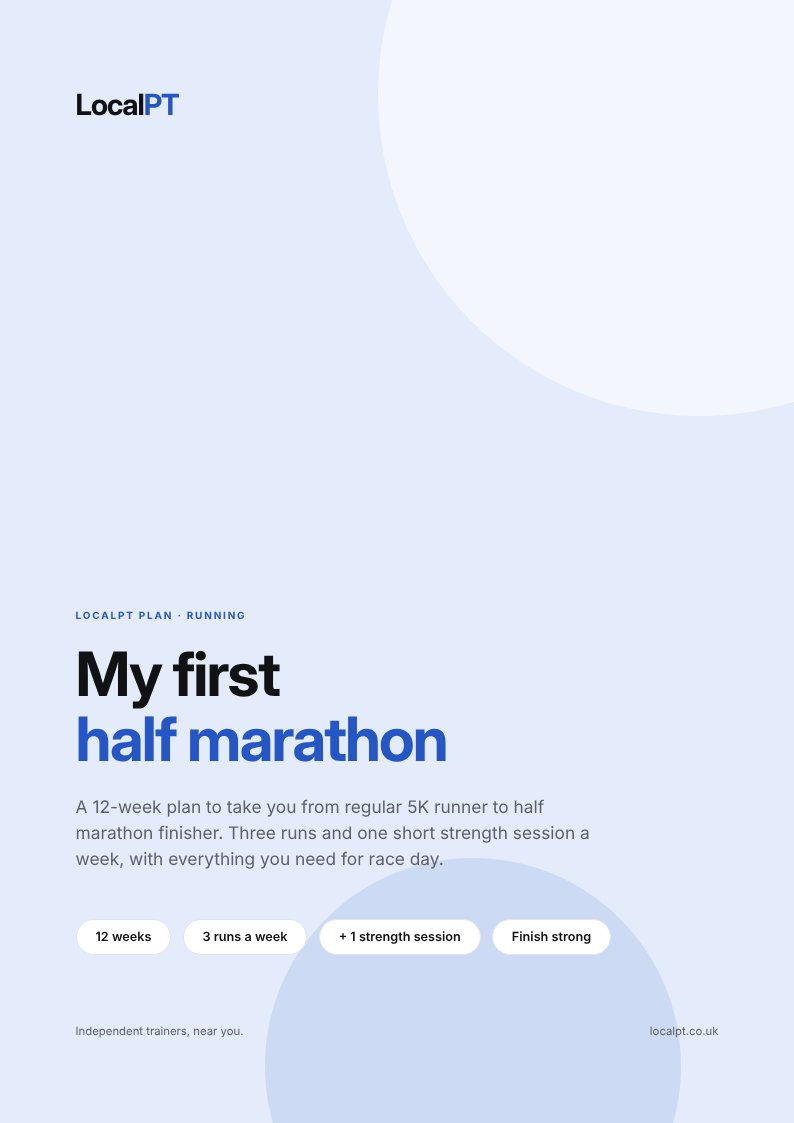 LocalPT
LOCALPT PLAN · RUNNING
My first
half marathon
A 12-week plan to take you from regular 5K runner to half
marathon finisher. Three runs and one short strength session a
week, with everything you need for race day.
12 weeks
3 runs a week
+ 1 strength session
Finish strong
Independent trainers, near you.
localpt.co.uk